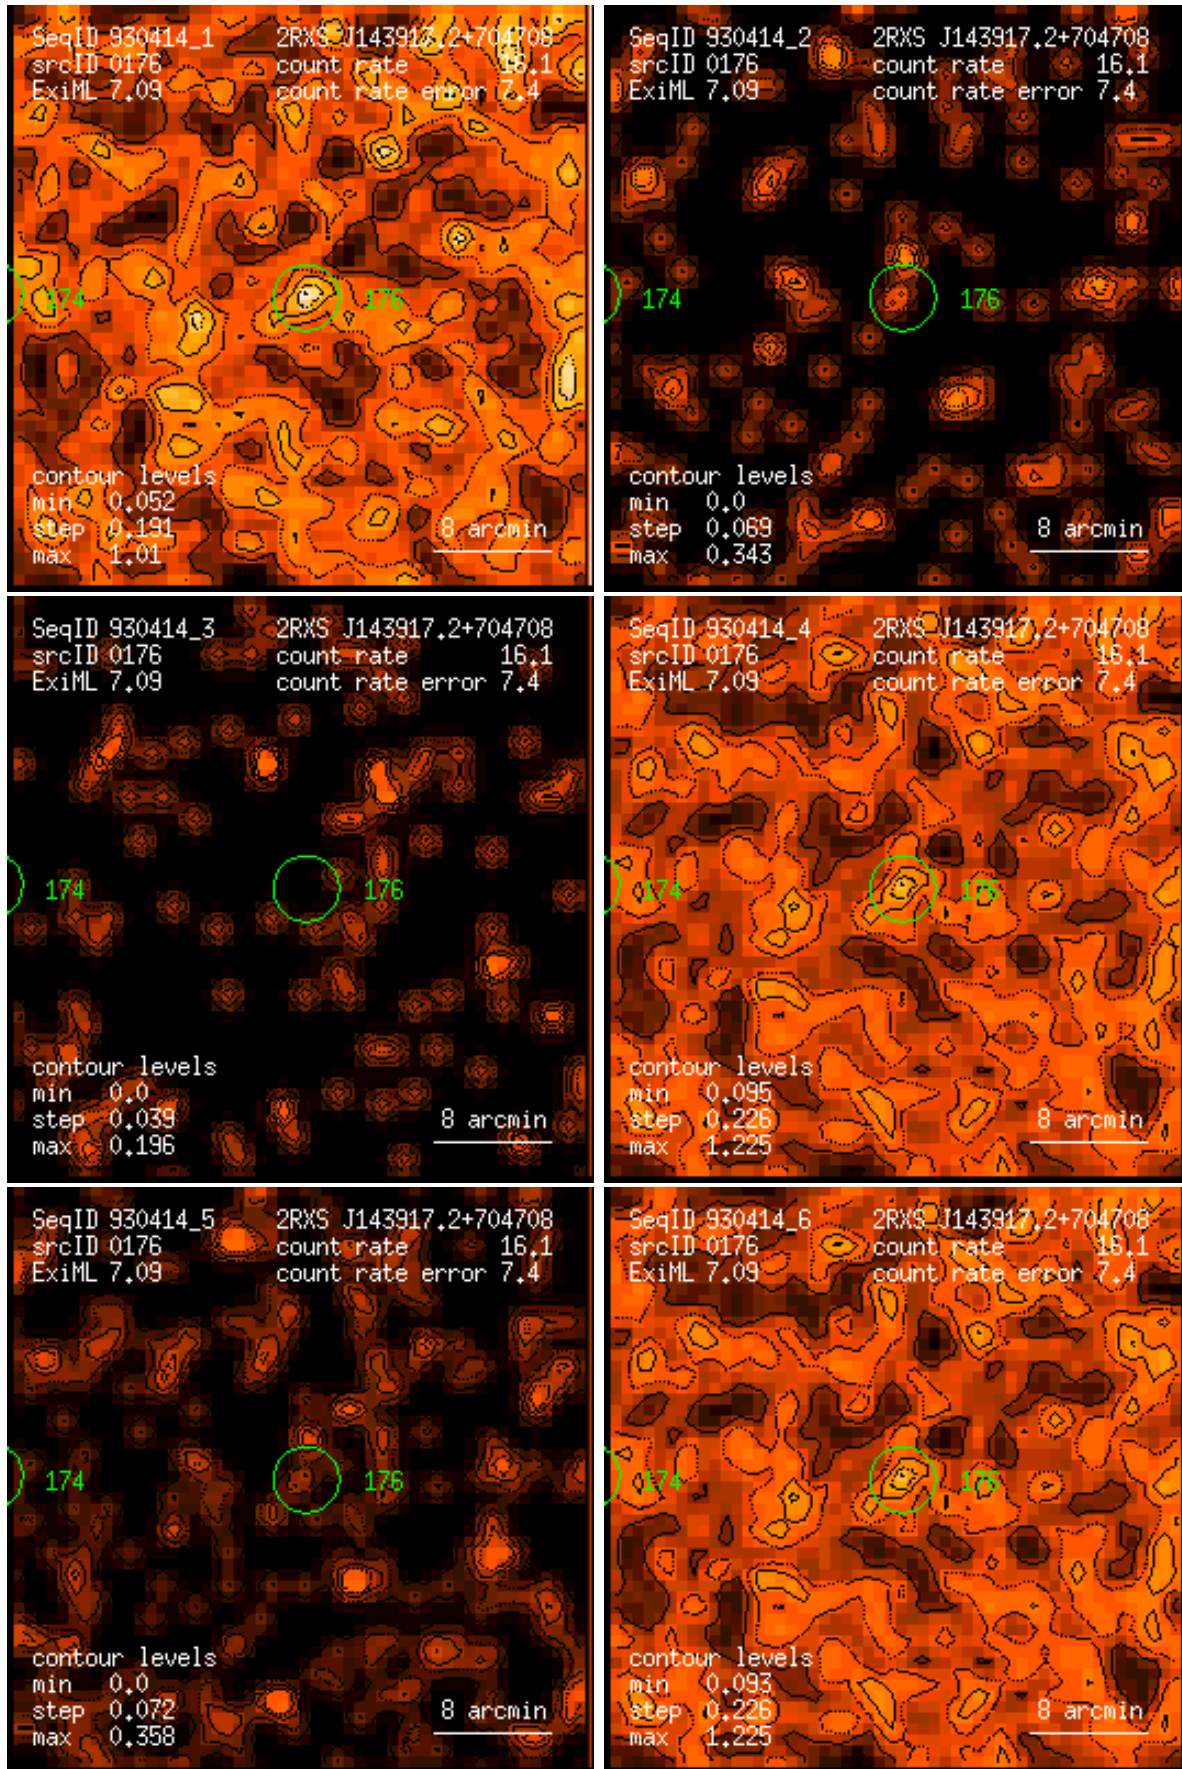 SeqID 930414_1 2RXS J143917.2+704708
srcID 0176 count rate 16.1
ExiML 7.09 count rate error 7.4
174 176
contour levels
min 0.052
step 0.191 8 arcmin
max 1.01
SeqID 930414_2 2RXS J143917.2+704708
srcID 0176 count rate 16.1
ExiML 7.09 count rate error 7.4
174 176
contour levels
min 0.0
step 0.069 8 arcmin
max 0.343
SeqID 930414_3 2RXS J143917.2+704708
srcID 0176 count rate 16.1
ExiML 7.09 count rate error 7.4
174 176
contour levels
min 0.0
step 0.039 8 arcmin
max 0.196
SeqID 930414_4 2RXS J143917.2+704708
srcID 0176 count rate 16.1
ExiML 7.09 count rate error 7.4
174 176
contour levels
min 0.095
step 0.226 8 arcmin
max 1.225
SeqID 930414_5 2RXS J143917.2+704708
srcID 0176 count rate 16.1
ExiML 7.09 count rate error 7.4
174 176
contour levels
min 0.0
step 0.072 8 arcmin
max 0.358
SeqID 930414_6 2RXS J143917.2+704708
srcID 0176 count rate 16.1
ExiML 7.09 count rate error 7.4
174 176
contour levels
min 0.093
step 0.226 8 arcmin
max 1.225